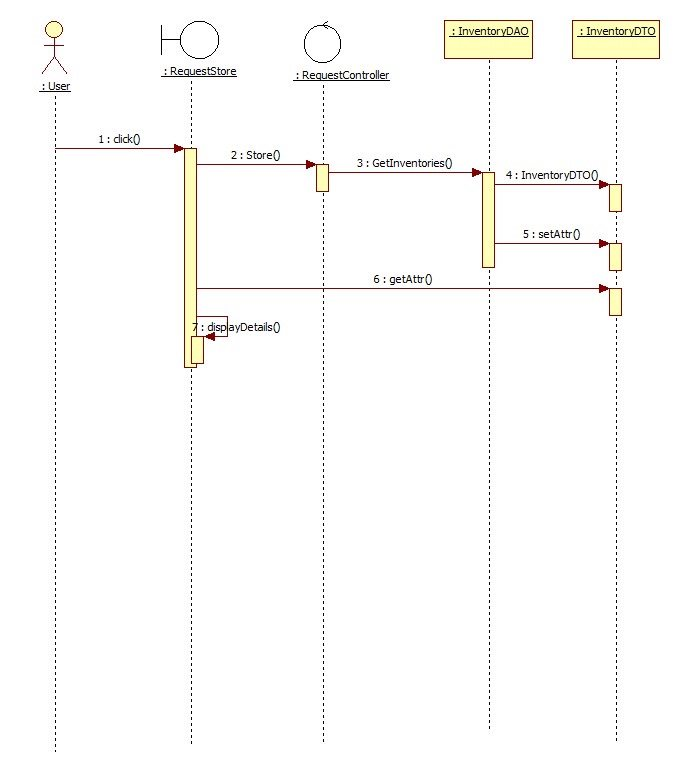 : InventoryDAO
: InventoryDTO
: RequestStore
: RequestController
: User
1 : click()
2 : Store()
3 : GetInventories()
4 : InventoryDTO()
5 : setAttr()
6 : getAttr()
7 : displayDetails()